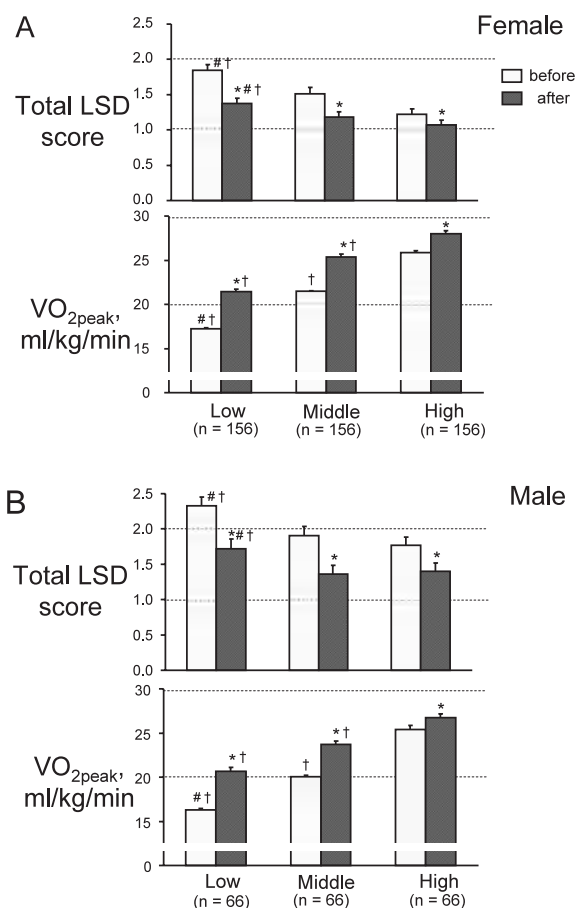 A
Female
before
after
Total LSD
score
2.5
2.0
1.5
1.0
0.5
0.0
#†
*#†
*
*
VO2peak,
ml/kg/min
30
25
20
15
0
#†
*†
†
*†
*
Low
(n = 156)
Middle
(n = 156)
High
(n = 156)
B
Male
Total LSD
score
2.5
2.0
1.5
1.0
0.5
0.0
#†
*#†
*
*
VO2peak,
ml/kg/min
30
25
20
15
0
#†
*†
†
*†
*
Low
(n = 66)
Middle
(n = 66)
High
(n = 66)